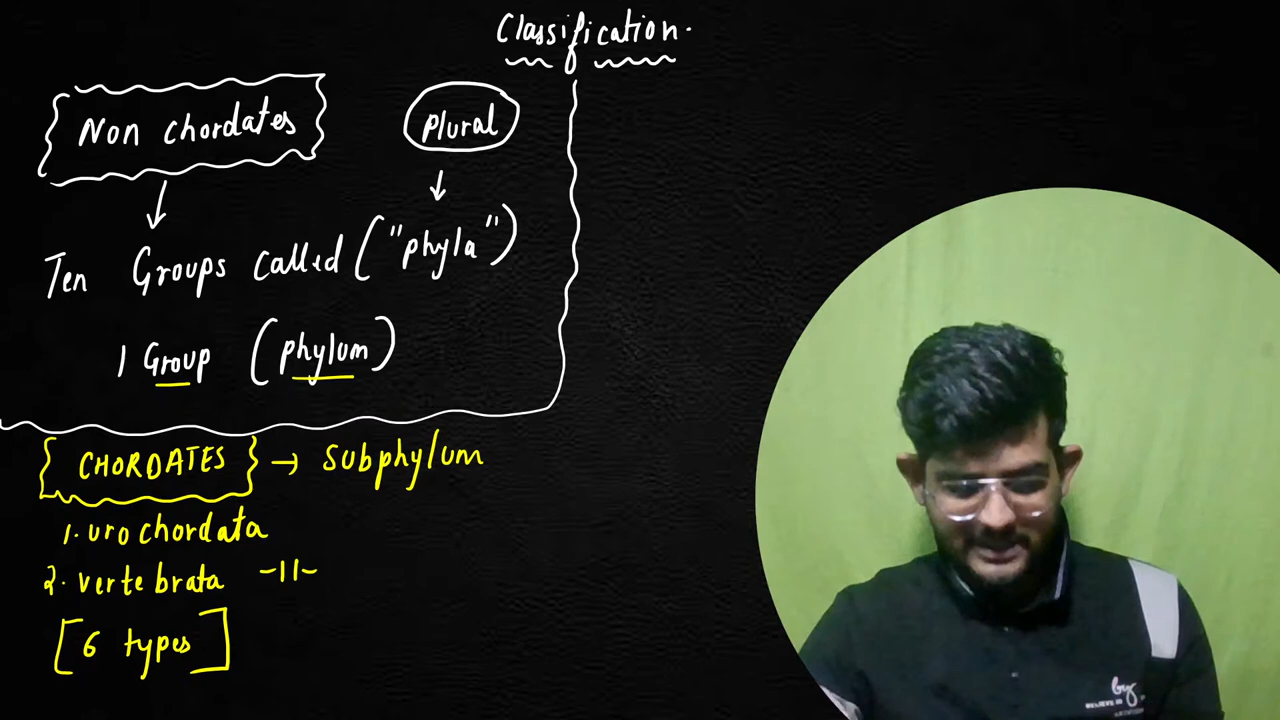 Classification.
Non chordates
plural
Ten Groups called ("phyla")
1 Group (phylum)
{CHORDATES} → subphylum
1. uro chordata
2. verte brata -11-
[6 types]
by